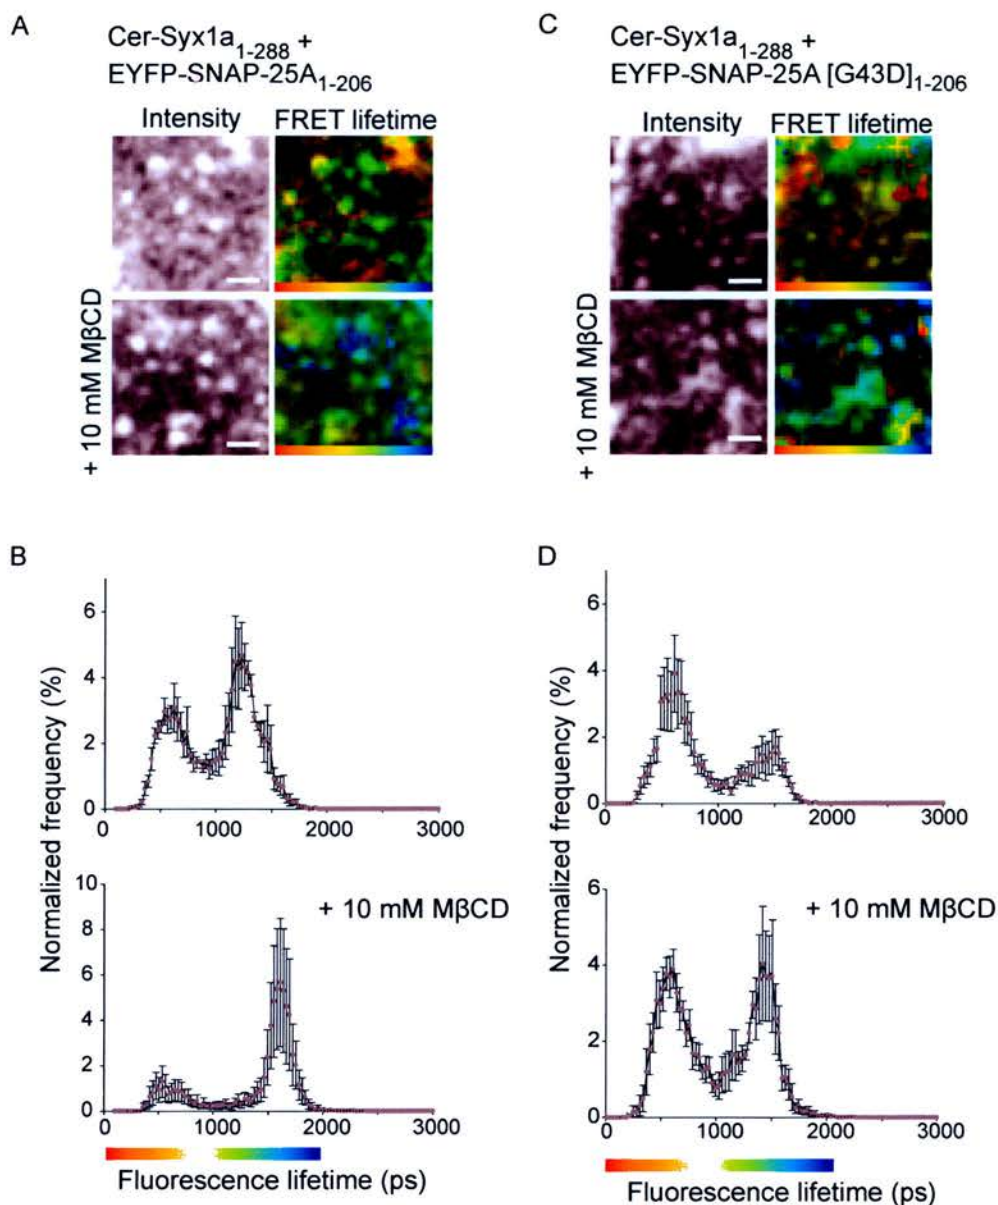 A
Cer-Syx1a1-288 +
EYFP-SNAP-25A1-206
Intensity FRET lifetime
+ 10 mM MβCD
C
Cer-Syx1a1-288 +
EYFP-SNAP-25A [G43D]1-206
Intensity FRET lifetime
+ 10 mM MβCD
B
Normalized frequency (%)
6
4
2
0
0 1000 2000 3000
+ 10 mM MβCD
10
8
6
4
2
0
0 1000 2000 3000
Fluorescence lifetime (ps)
D
Normalized frequency (%)
6
4
2
0
0 1000 2000 3000
+ 10 mM MβCD
6
4
2
0
0 1000 2000 3000
Fluorescence lifetime (ps)